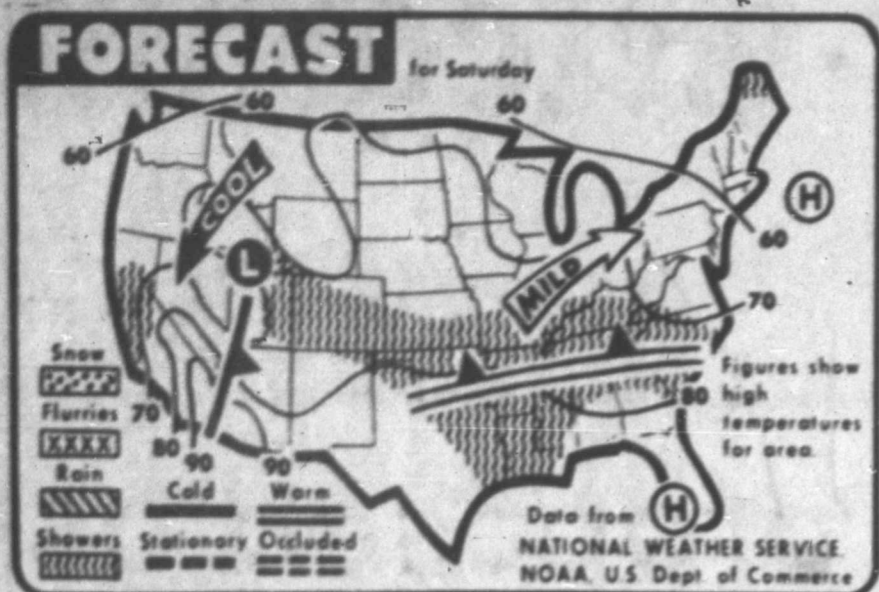 FORECAST
for Saturday
60
60
60
COOL
H
L
60
MILD
70
Snow
Figures show
high
temperatures
for area.
80
Flurries
70
XXXX
80
90
90
Rain
Cold
Warm
Data from
H
Showers
Stationary
Occluded
NATIONAL WEATHER SERVICE,
NOAA, U.S. Dept. of Commerce